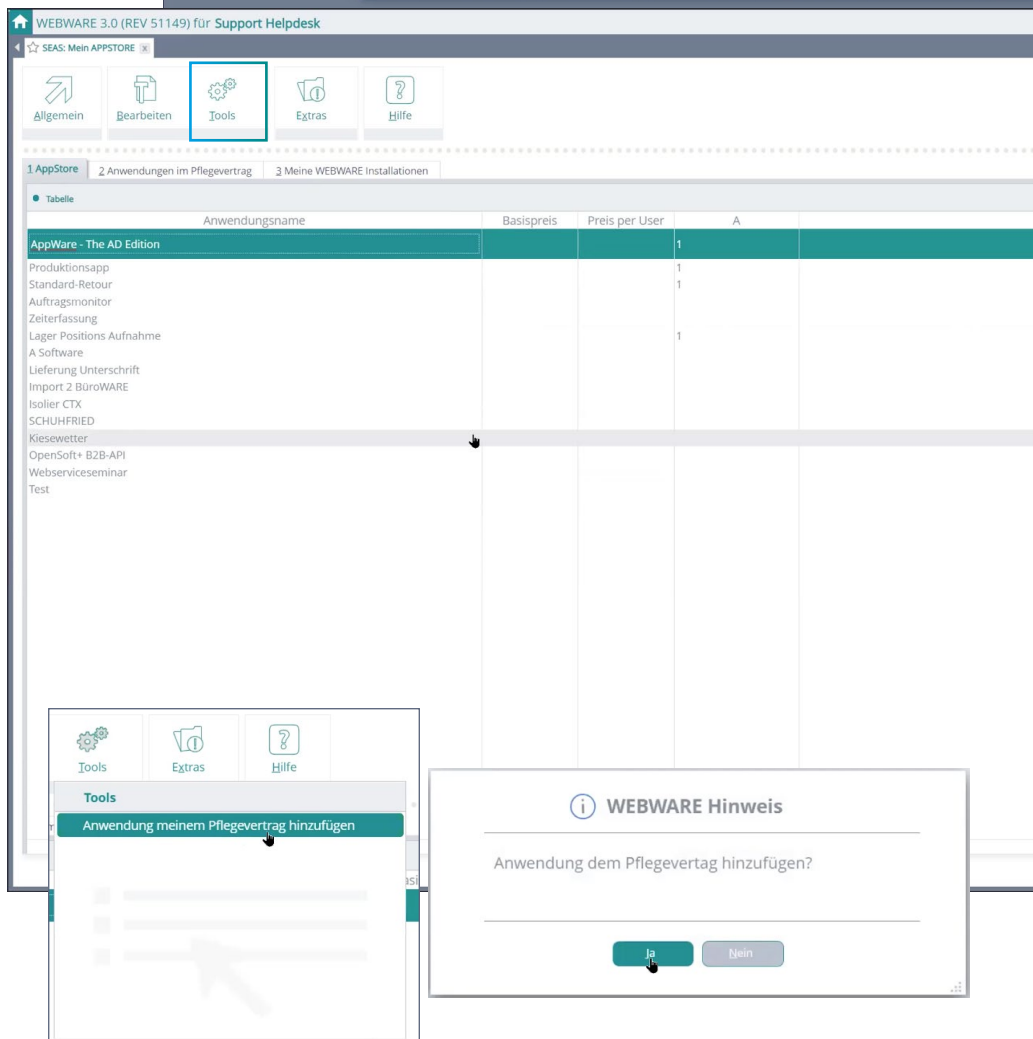 WEBWARE 3.0 (REV 51149) für Support Helpdesk
SEAS: Mein APPSTORE x
Allgemein Bearbeiten Tools Extras Hilfe
1 AppStore 2 Anwendungen im Pflegevertrag 3 Meine WEBWARE Installationen
Tabelle
Anwendungsname Basispreis Preis per User A
AppWare - The AD Edition 1
Produktionsapp 1
Standard-Retour 1
Auftragsmonitor
Zeiterfassung
Lager Positions Aufnahme 1
A Software
Lieferung Unterschrift
Import 2 BüroWARE
Isolier CTX
SCHUHFRIED
Kiesewetter
OpenSoft+ B2B-API
Webserviceseminar
Test
Tools Extras Hilfe
Tools
Anwendung meinem Pflegevertrag hinzufügen
asi
WEBWARE Hinweis
Anwendung dem Pflegevertag hinzufügen?
Ja Nein